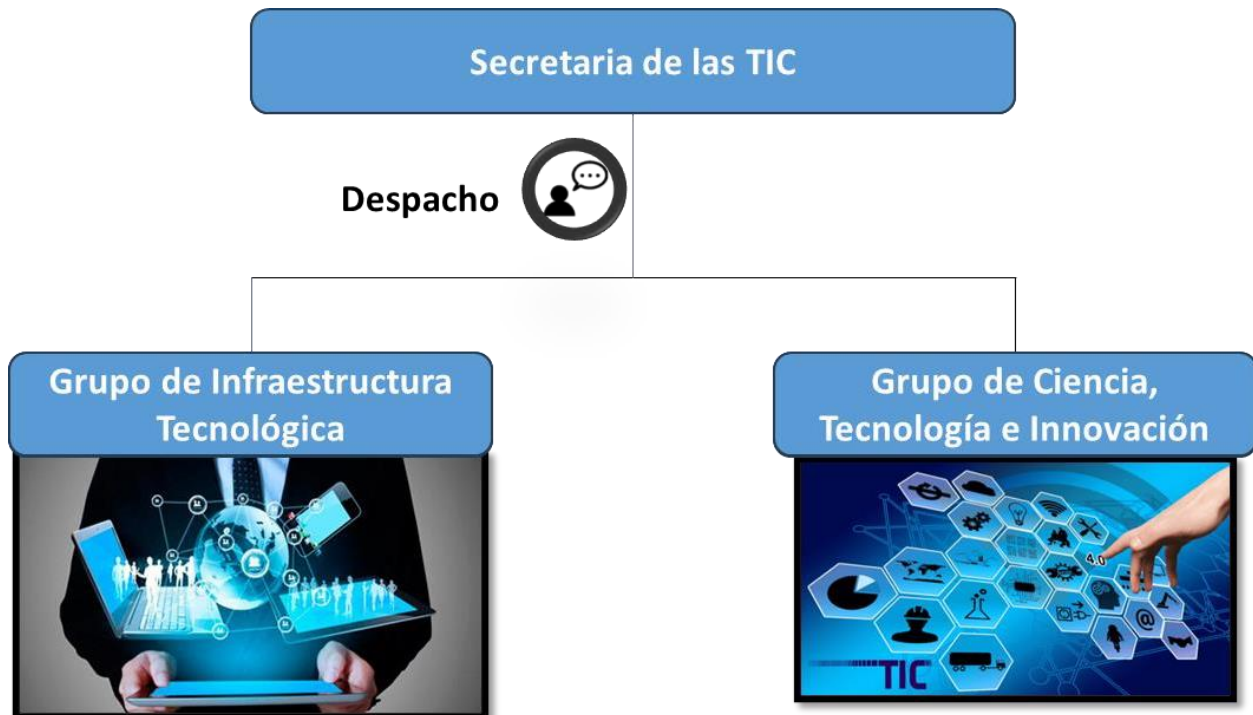 Secretaria de las TIC
Despacho
Grupo de Infraestructura
Tecnológica
Grupo de Ciencia,
Tecnología e Innovación
4.0
@
TIC